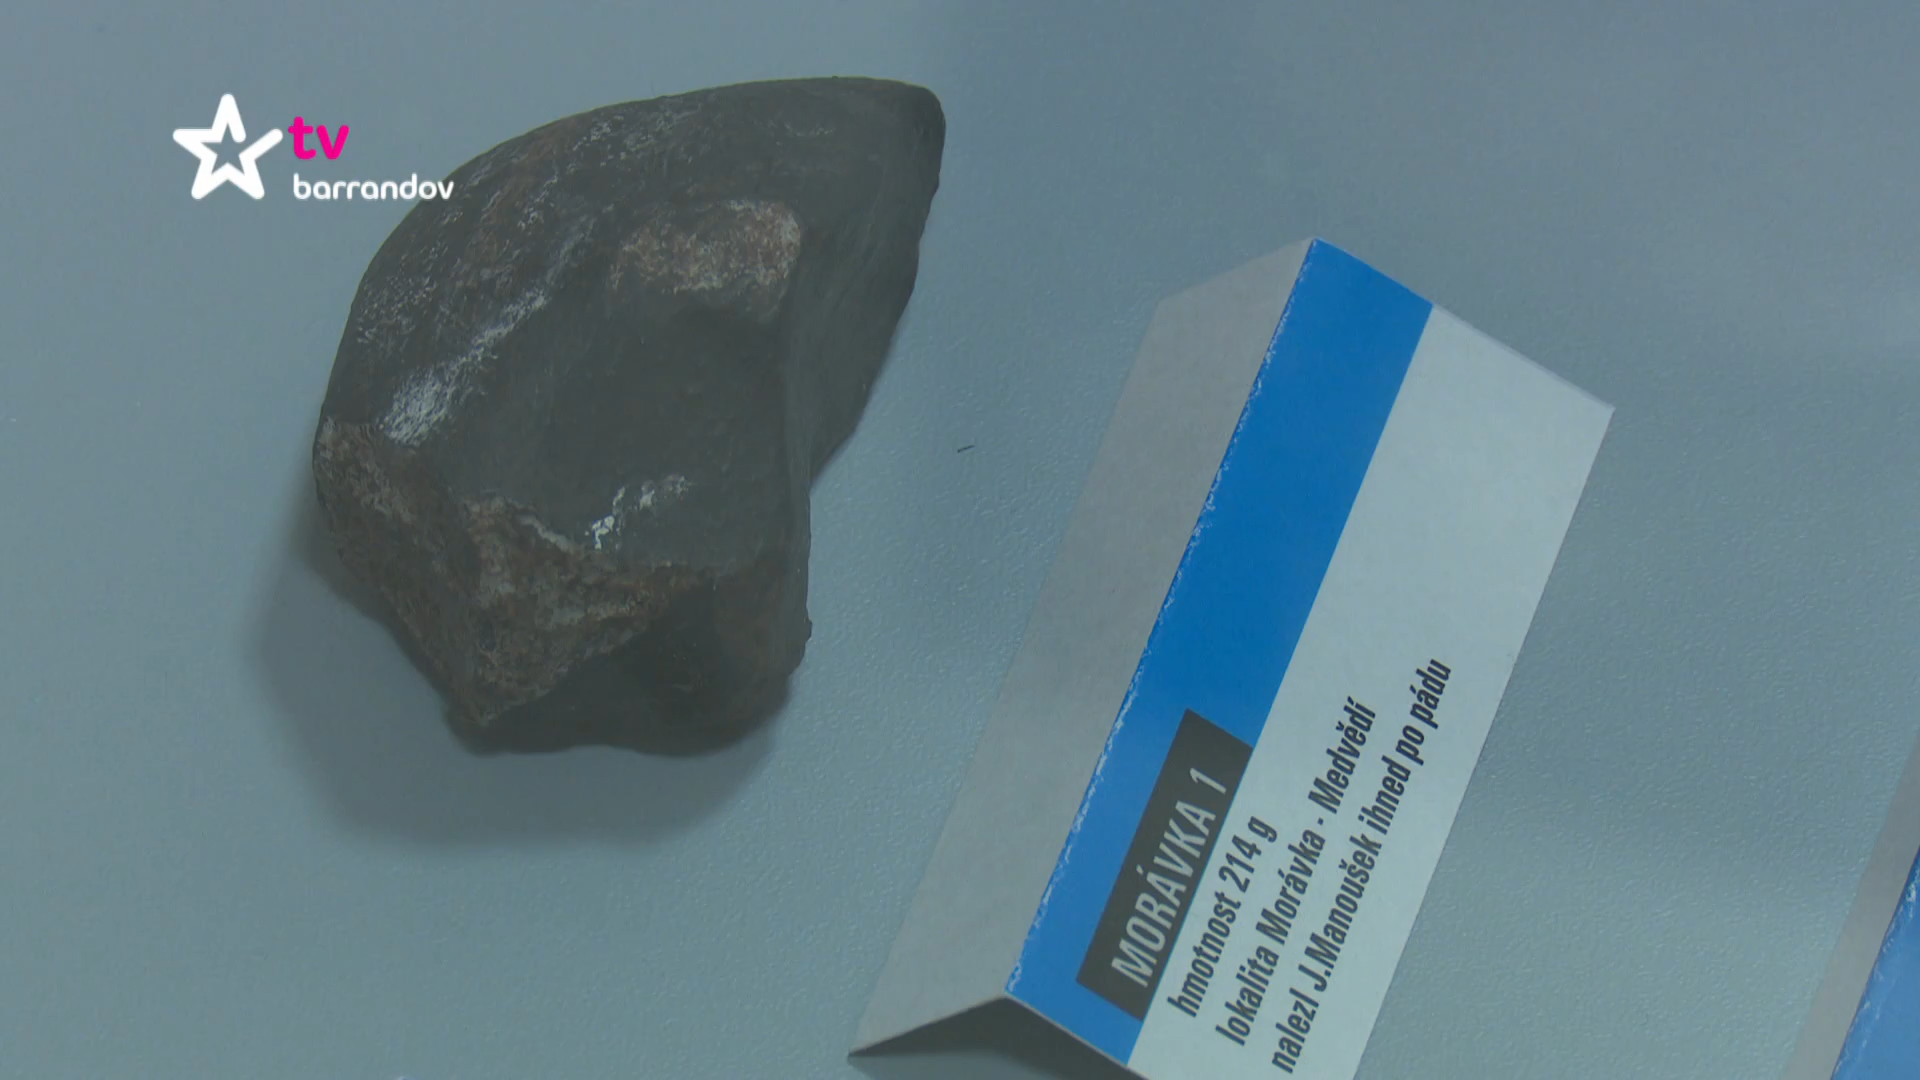 tv
barrandov
MORÁVKA 1
hmotnost 214 g
lokalita Morávka - Medvědí
nalezl J.Manoušek ihned po pádu